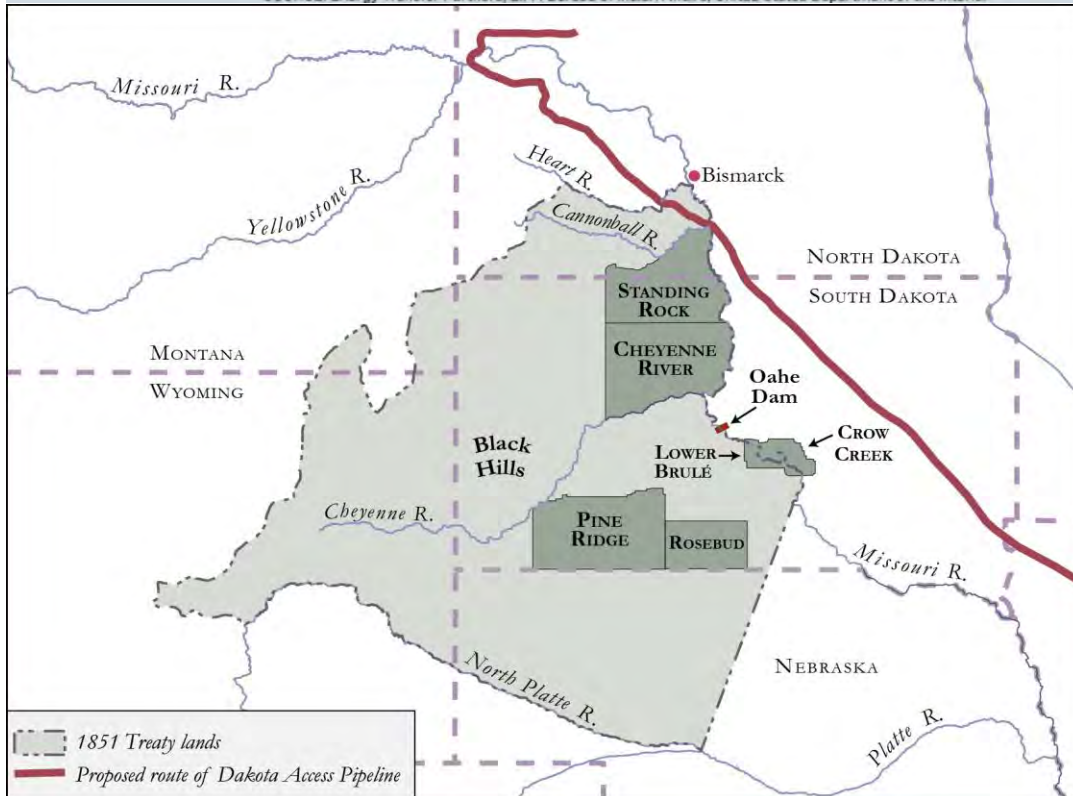 Missouri R.
Yellowstone R.
Heart R.
Cannonball R.
Bismarck
NORTH DAKOTA
SOUTH DAKOTA
STANDING
ROCK
CHEYENNE
RIVER
MONTANA
WYOMING
Oahe
Dam
Black
Hills
LOWER
BRULÉ
CROW
CREEK
Cheyenne R.
PINE
RIDGE
ROSEBUD
Missouri R.
North Platte R.
NEBRASKA
Platte R.
1851 Treaty lands
Proposed route of Dakota Access Pipeline